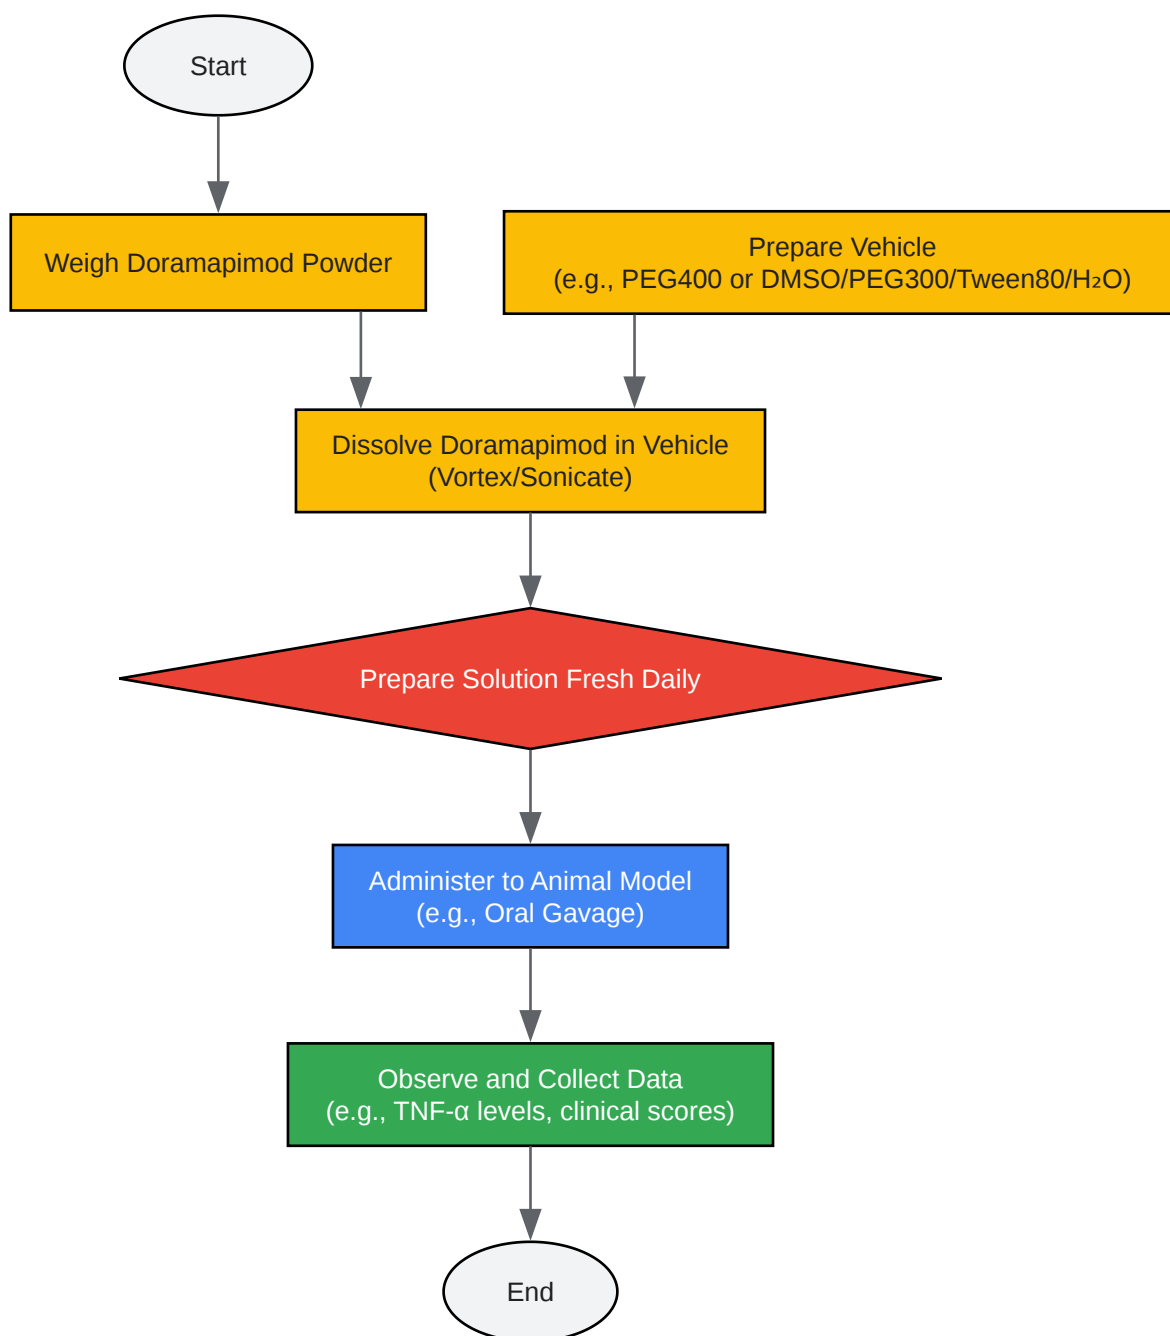 Start
Weigh Doramapimod Powder
Prepare Vehicle
(e.g., PEG400 or DMSO/PEG300/Tween80/H₂O)
Dissolve Doramapimod in Vehicle
(Vortex/Sonicate)
Prepare Solution Fresh Daily
Administer to Animal Model
(e.g., Oral Gavage)
Observe and Collect Data
(e.g., TNF-α levels, clinical scores)
End